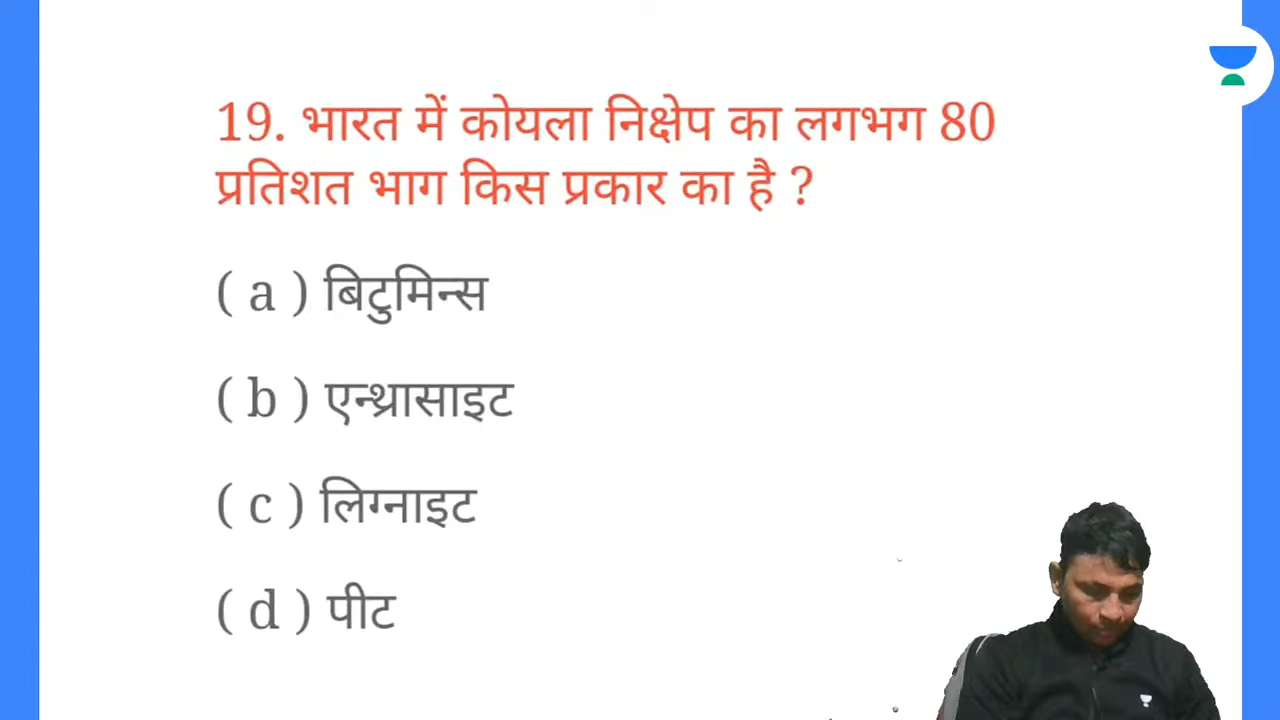 19. भारत में कोयला निक्षेप का लगभग 80
प्रतिशत भाग किस प्रकार का है ?
( a ) बिटुमिन्स
( b ) एन्थ्रासाइट
( c ) लिग्नाइट
( d ) पीट